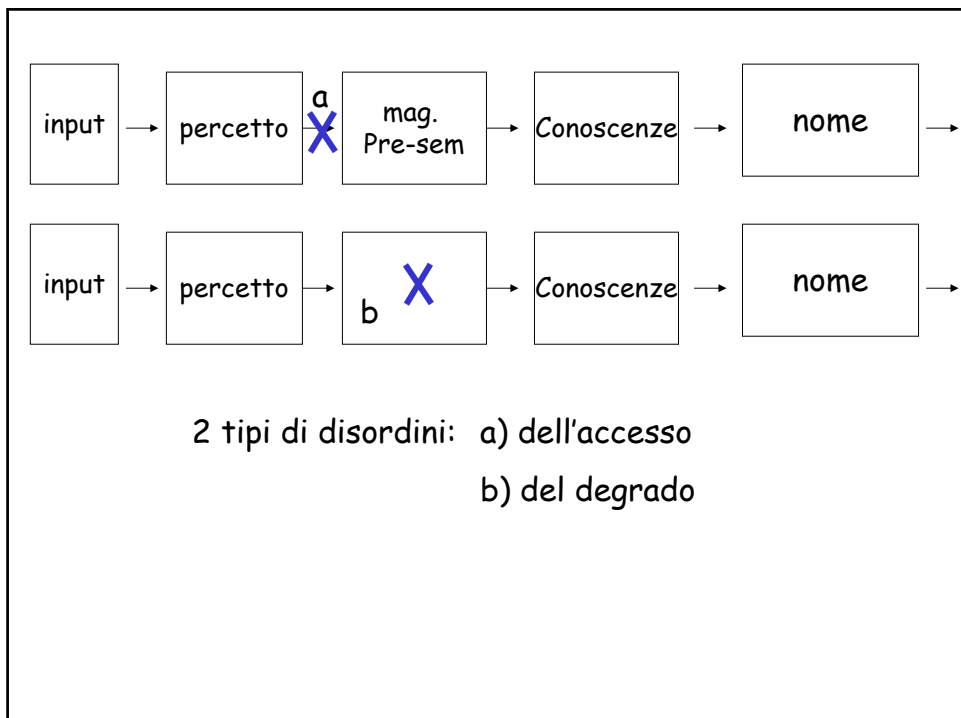 input
percetto
a
X
mag.
Pre-sem
Conoscenze
nome
input
percetto
b
X
Conoscenze
nome
2 tipi di disordini: a) dell'accesso
b) del degrado